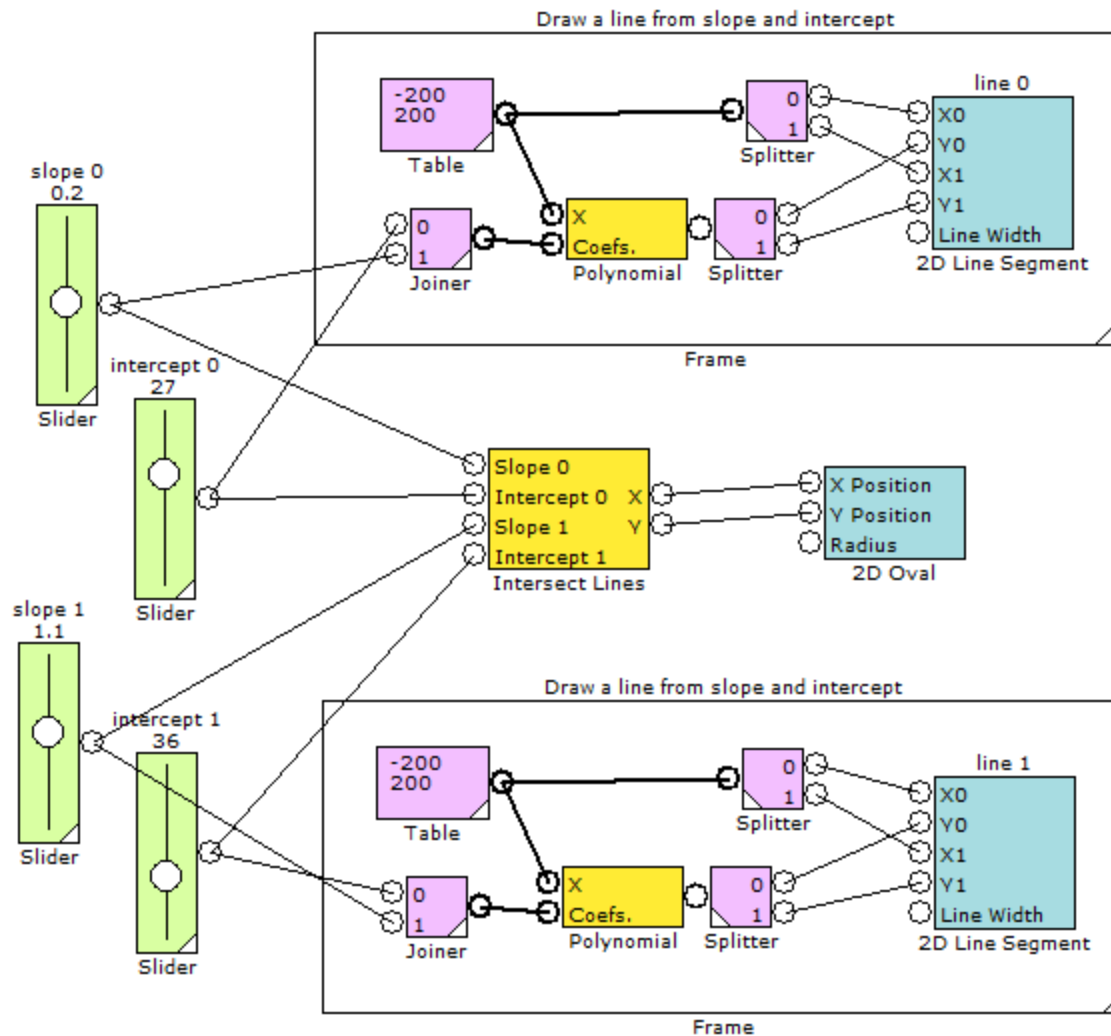 Draw a line from slope and intercept
-200
200
Table
0
1
Splitter
line 0
X0
Y0
X1
Y1
Line Width
2D Line Segment
slope 0
0.2
Slider
0
1
Joiner
X
Coefs.
Polynomial
0
1
Splitter
Frame
intercept 0
27
Slider
Slope 0
Intercept 0 X
Slope 1 Y
Intercept 1
Intersect Lines
X Position
Y Position
Radius
2D Oval
slope 1
1.1
Slider
intercept 1
36
Slider
Draw a line from slope and intercept
-200
200
Table
0
1
Splitter
line 1
X0
Y0
X1
Y1
Line Width
2D Line Segment
0
1
Joiner
X
Coefs.
Polynomial
0
1
Splitter
Frame